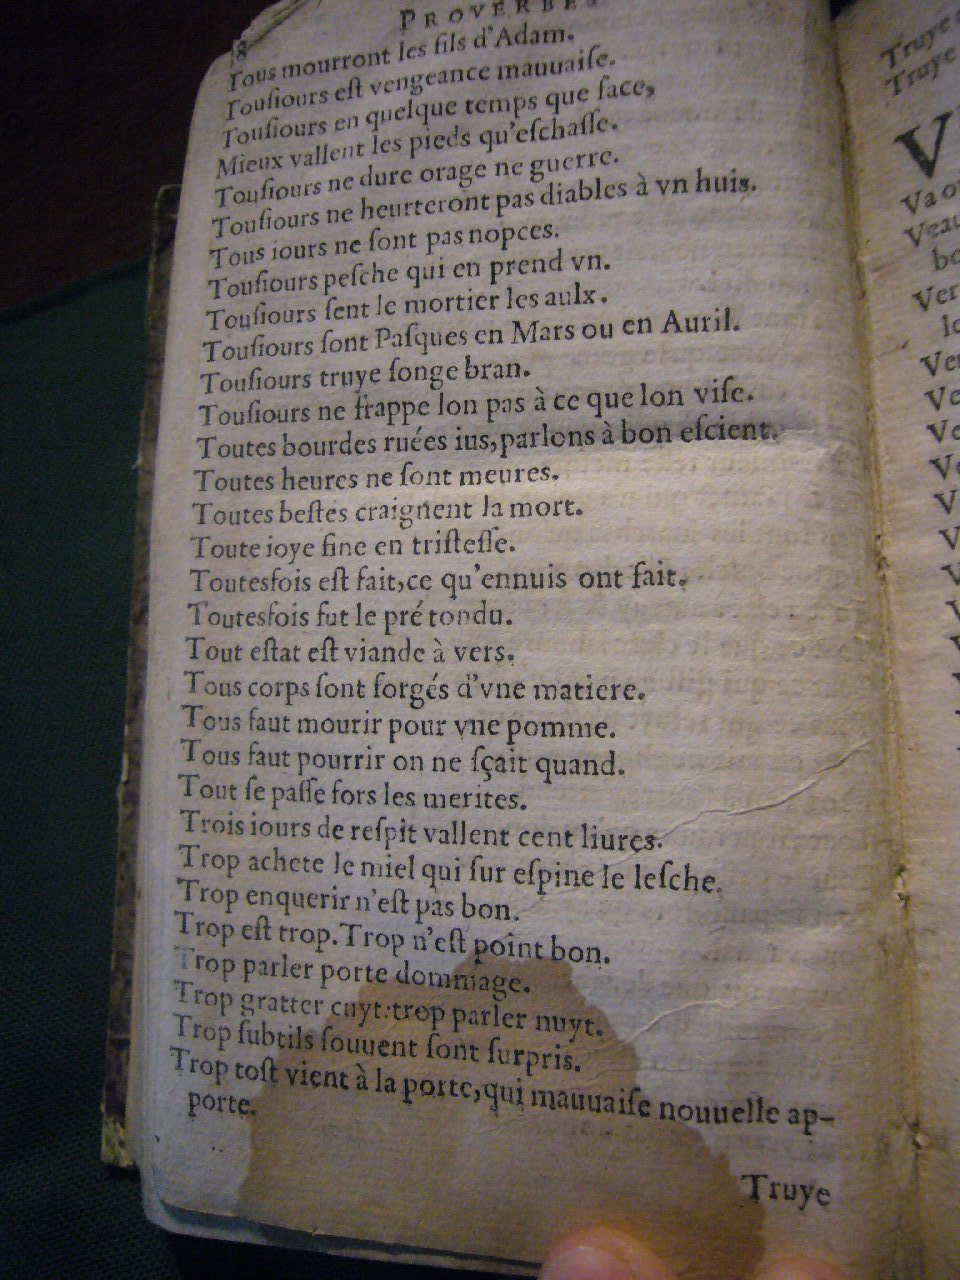 PROVERBES
8
Tous mourront les fils d'Adam.
Touſiours eſt vengeance mauuaiſe.
Touſiours en quelque temps que face,
Mieux vallent les pieds qu'eſchaſſe.
Touſiours ne dure orage ne guerre.
Touſiours ne heurteront pas diables à vn huis.
Tous iours ne ſont pas nopces.
Touſiours peſche qui en prend vn.
Touſiours ſent le mortier les aulx.
Touſiours ſont Paſques en Mars ou en Auril.
Touſiours truye ſonge bran.
Touſiours ne frappe lon pas à ce que lon viſe.
Toutes bourdes ruées ius, parlons à bon eſcient.
Toutes heures ne ſont meures.
Toutes beſtes craignent la mort.
Toute ioye fine en triſteſſe.
Toutesfois eſt fait, ce qu'ennuis ont fait.
Toutesfois fut le pré tondu.
Tout eſtat eſt viande à vers.
Tous corps ſont forgés d'vne matiere.
Tous faut mourir pour vne pomme.
Tous faut pourrir on ne ſçait quand.
Tout ſe paſſe fors les merites.
Trois iours de reſpit vallent cent liures.
Trop achete le miel qui ſur eſpine le leſche.
Trop enquerir n'eſt pas bon.
Trop eſt trop. Trop n'eſt point bon.
Trop parler porte dommage.
Trop gratter cuyt: trop parler nuyt.
Trop ſubtils ſouuent ſont ſurpris.
Trop toſt vient à la porte, qui mauuaiſe nouuelle ap-
porte.
Truye
Truye
Truye
V
Va
Veau
Ver